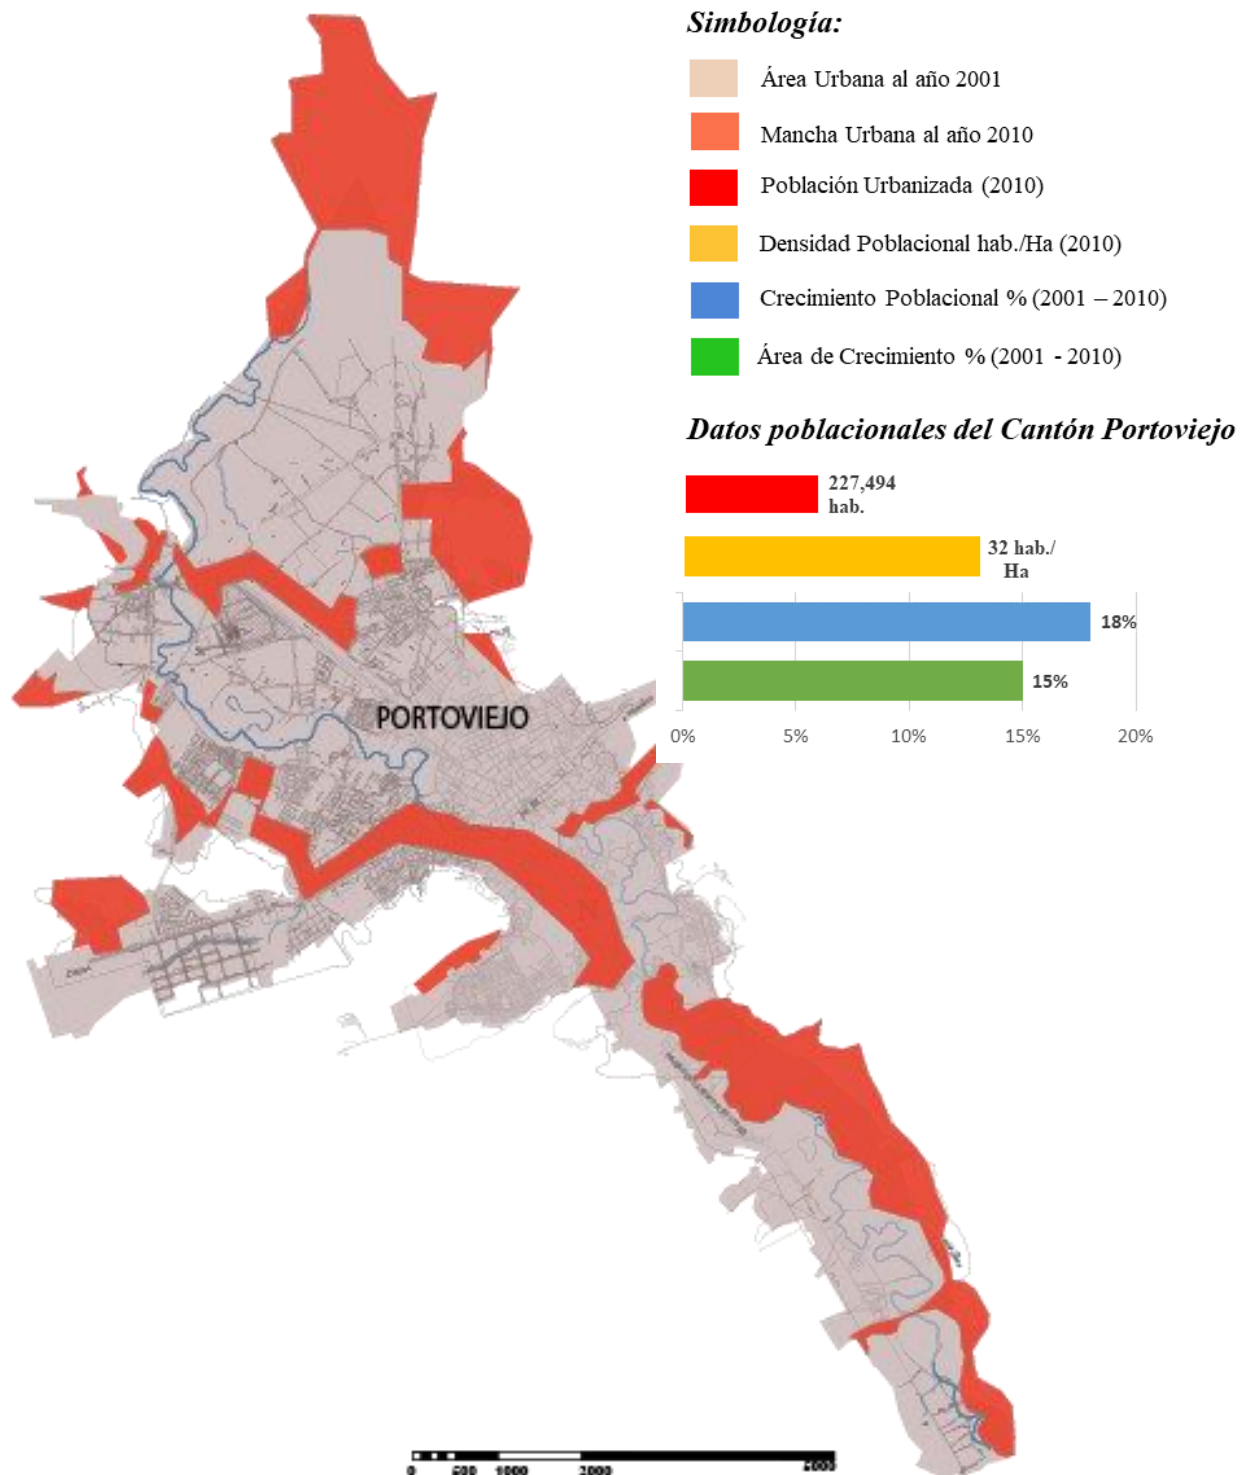 Simbología:
Área Urbana al año 2001
Mancha Urbana al año 2010
Población Urbanizada (2010)
Densidad Poblacional hab./Ha (2010)
Crecimiento Poblacional % (2001 – 2010)
Área de Crecimiento % (2001 - 2010)
Datos poblacionales del Cantón Portoviejo
227,494
hab.
32 hab./
Ha
18%
15%
0% 5% 10% 15% 20%
PORTOVIEJO
0 500 1000 2000